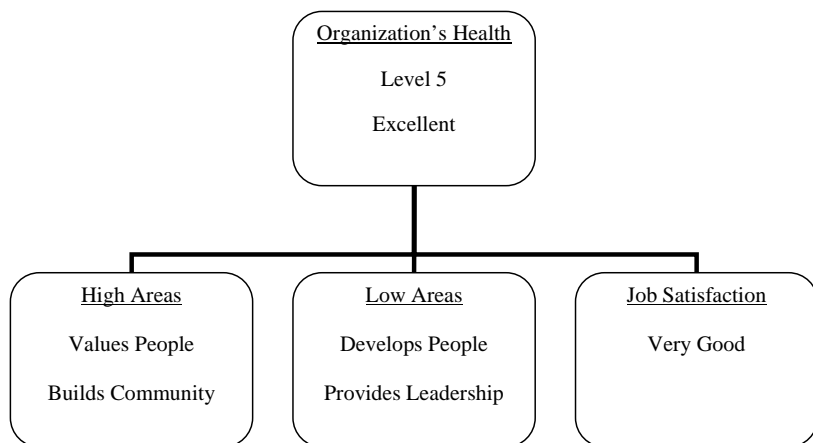 Organization’s Health
Level 5
Excellent
High Areas
Values People
Builds Community
Low Areas
Develops People
Provides Leadership
Job Satisfaction
Very Good